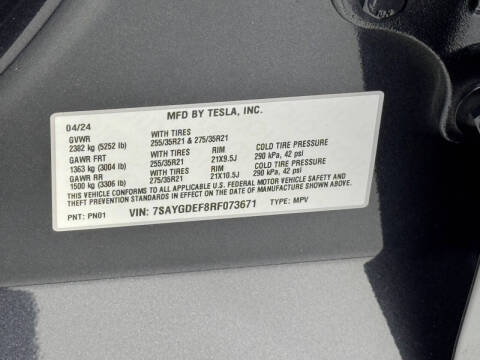 MFD BY TESLA, INC.
04/24
GVWR WITH TIRES
2382 kg (5252 lb) 255/35R21 & 275/35R21
GAWR FRT WITH TIRES RIM COLD TIRE PRESSURE
1363 kg (3004 lb) 255/35R21 21X9.5J 290 kPa, 42 psi
GAWR RR WITH TIRES RIM COLD TIRE PRESSURE
1500 kg (3306 lb) 275/35R21 21X10.5J 290 kPa, 42 psi
THIS VEHICLE CONFORMS TO ALL APPLICABLE U.S. FEDERAL MOTOR VEHICLE SAFETY AND
THEFT PREVENTION STANDARDS IN EFFECT ON THE DATE OF MANUFACTURE SHOWN ABOVE.
PNT: PN01 VIN: 7SAYGDEF8RF073671 TYPE: MPV